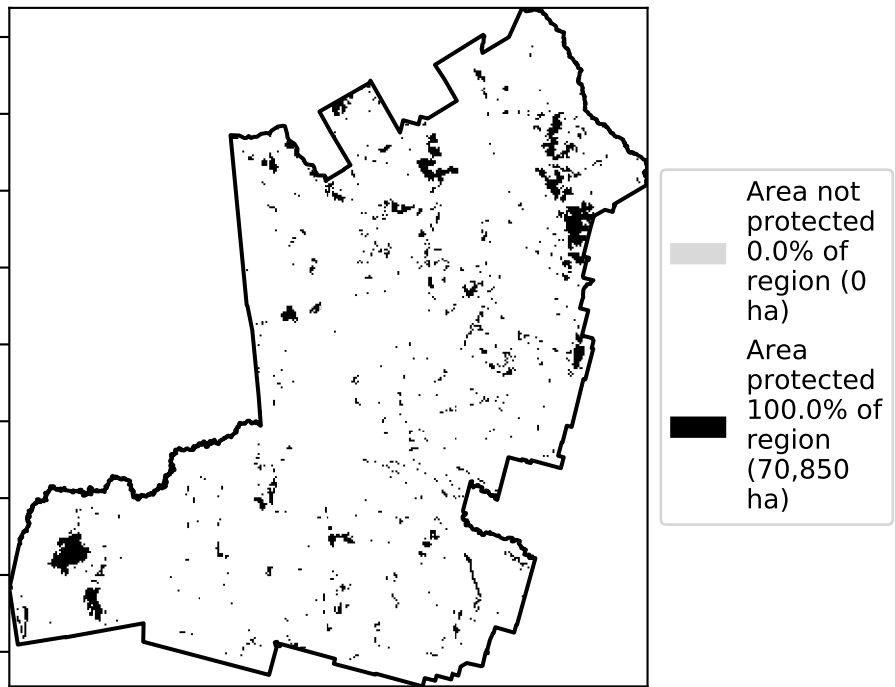 Area not
protected
0.0% of
region (0
ha)
Area
protected
100.0% of
region
(70,850
ha)